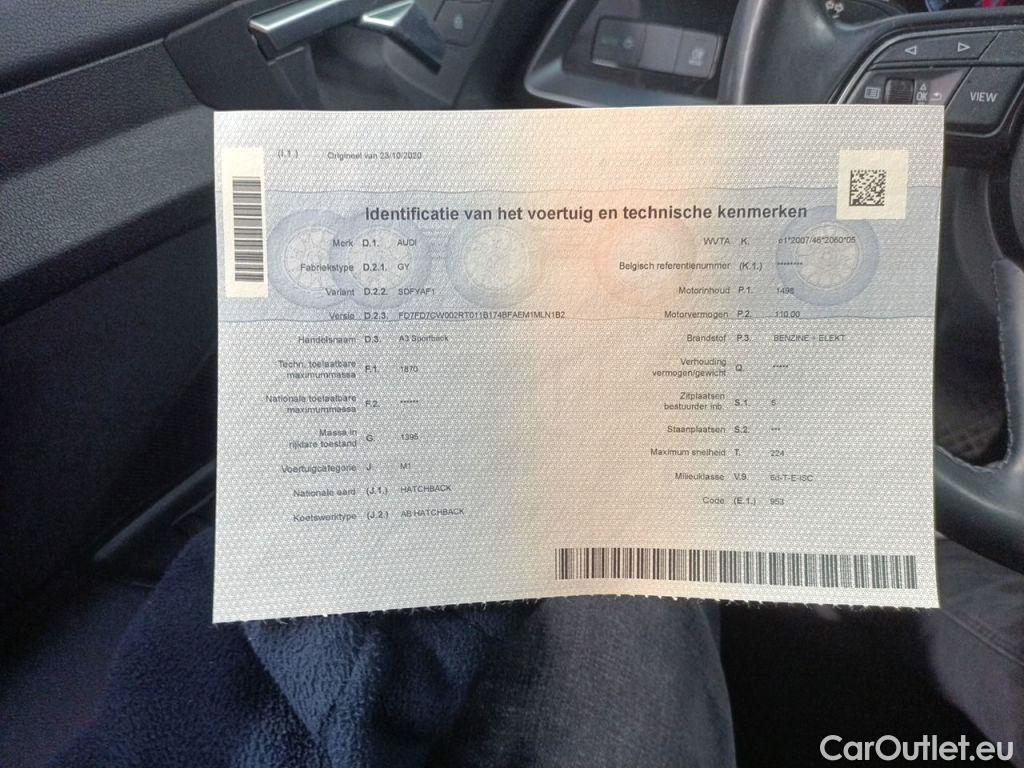 VIEW
OK
(I.1.) Origineel van 23/10/2020
Identificatie van het voertuig en technische kenmerken
Merk D.1. AUDI
Fabriekstype D.2.1. GY
Variant D.2.2. SDFYAF1
Versie D.2.3. FD7FD7CW002RT011B174BFAEM1MLN1B2
Handelsnaam D.3. A3 Sportback
Techn. toelaatbare
maximummassa F.1. 1870
Nationale toelaatbare
maximummassa F.2. ******
Massa in
rijklare toestand G. 1395
Voertuigcategorie J. M1
Nationale aard (J.1.) HATCHBACK
Koetswerktype (J.2.) AB HATCHBACK
WVTA K. e1*2007/46*2060*05
Belgisch referentienummer (K.1.) ********
Motorinhoud P.1. 1498
Motorvermogen P.2. 110.00
Brandstof P.3. BENZINE + ELEKT
Verhouding
vermogen/gewicht Q *****
Zitplaatsen
bestuurder inb. S.1. 5
Staanplaatsen S.2. ***
Maximum snelheid T. 224
Milieuklasse V.9. 6d-T-E-ISC
Code (E.1.) 953
CarOutlet.eu